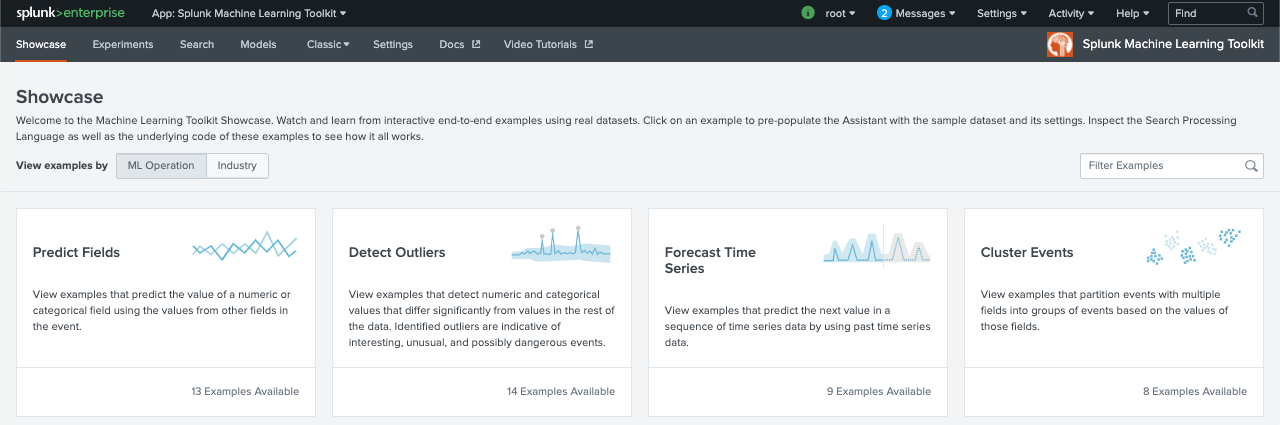 splunk>enterprise App: Splunk Machine Learning Toolkit root 2 Messages Settings Activity Help Find
Showcase Experiments Search Models Classic Settings Docs Video Tutorials Splunk Machine Learning Toolkit
Showcase
Welcome to the Machine Learning Toolkit Showcase. Watch and learn from interactive end-to-end examples using real datasets. Click on an example to pre-populate the Assistant with the sample dataset and its settings. Inspect the Search Processing
Language as well as the underlying code of these examples to see how it all works.
View examples by ML Operation Industry Filter Examples
Predict Fields
View examples that predict the value of a numeric or
categorical field using the values from other fields in
the event.
13 Examples Available
Detect Outliers
View examples that detect numeric and categorical
values that differ significantly from values in the rest of
the data. Identified outliers are indicative of
interesting, unusual, and possibly dangerous events.
14 Examples Available
Forecast Time
Series
View examples that predict the next value in a
sequence of time series data by using past time series
data.
9 Examples Available
Cluster Events
View examples that partition events with multiple
fields into groups of events based on the values of
those fields.
8 Examples Available